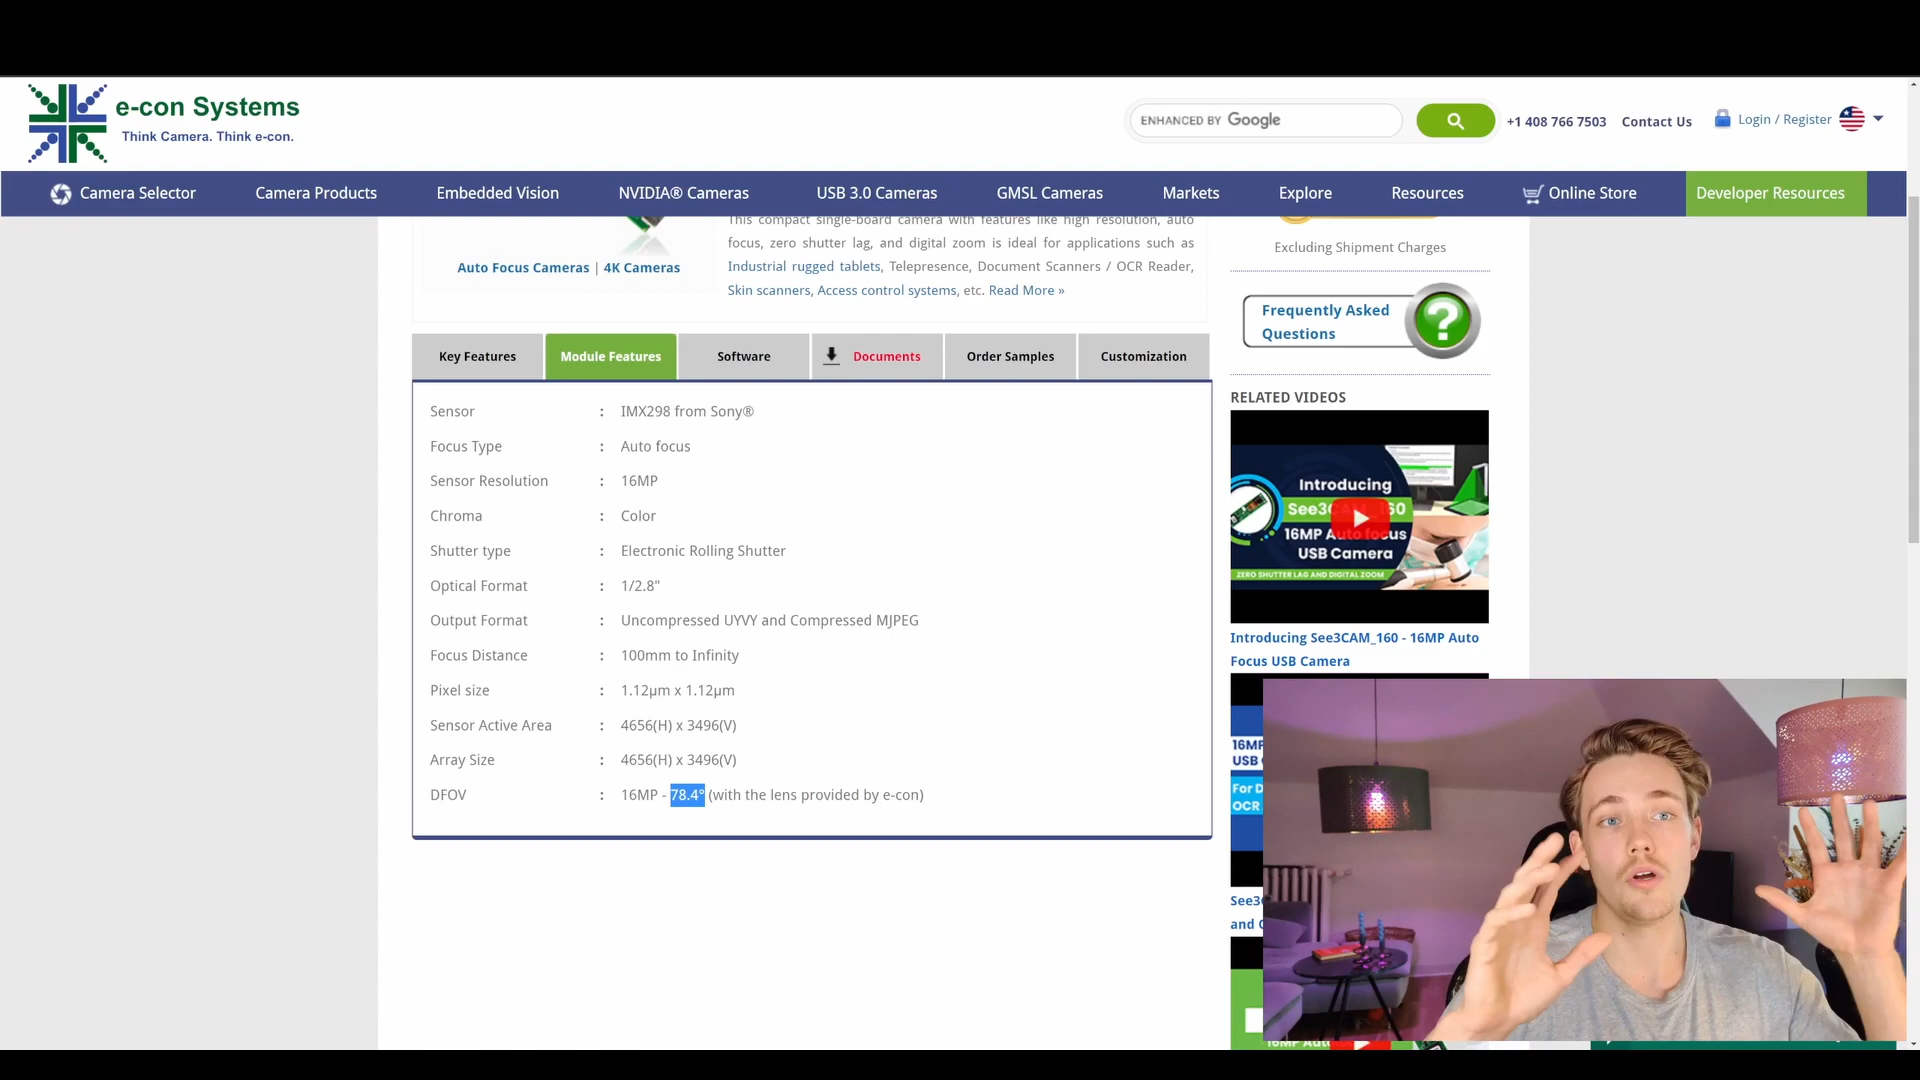 e-con Systems
Think Camera. Think e-con.
ENHANCED BY Google
+1 408 766 7503
Contact Us
Login / Register
Camera Selector
Camera Products
Embedded Vision
NVIDIA® Cameras
USB 3.0 Cameras
GMSL Cameras
Markets
Explore
Resources
Online Store
Developer Resources
Auto Focus Cameras | 4K Cameras
This compact single-board camera with features like high resolution, auto
focus, zero shutter lag, and digital zoom is ideal for applications such as
Industrial rugged tablets, Telepresence, Document Scanners / OCR Reader,
Skin scanners, Access control systems, etc. Read More »
Excluding Shipment Charges
Frequently Asked
Questions
Key Features
Module Features
Software
Documents
Order Samples
Customization
Sensor : IMX298 from Sony®
Focus Type : Auto focus
Sensor Resolution : 16MP
Chroma : Color
Shutter type : Electronic Rolling Shutter
Optical Format : 1/2.8"
Output Format : Uncompressed UYVY and Compressed MJPEG
Focus Distance : 100mm to Infinity
Pixel size : 1.12µm x 1.12µm
Sensor Active Area : 4656(H) x 3496(V)
Array Size : 4656(H) x 3496(V)
DFOV : 16MP - 78.4° (with the lens provided by e-con)
RELATED VIDEOS
Introducing
60
16MP Auto focus
USB Camera
ZERO SHUTTER LAG AND DIGITAL ZOOM
Introducing See3CAM_160 - 16MP Auto
Focus USB Camera
16MP
USB
For D
OCR
See3
and